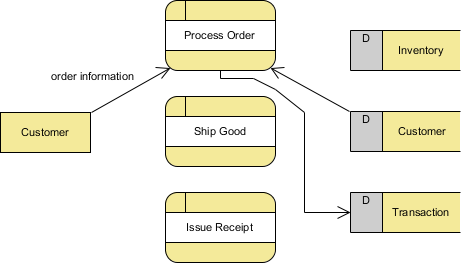 Process Order
D
Inventory
order information
Customer
Ship Good
D
Customer
Issue Receipt
D
Transaction